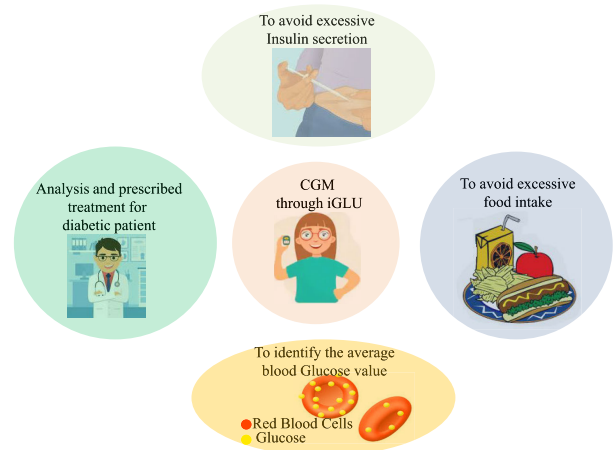 To avoid excessive
Insulin secretion
Analysis and prescribed
treatment for
diabetic patient
CGM
through iGLU
To avoid excessive
food intake
To identify the average
blood Glucose value
Red Blood Cells
Glucose